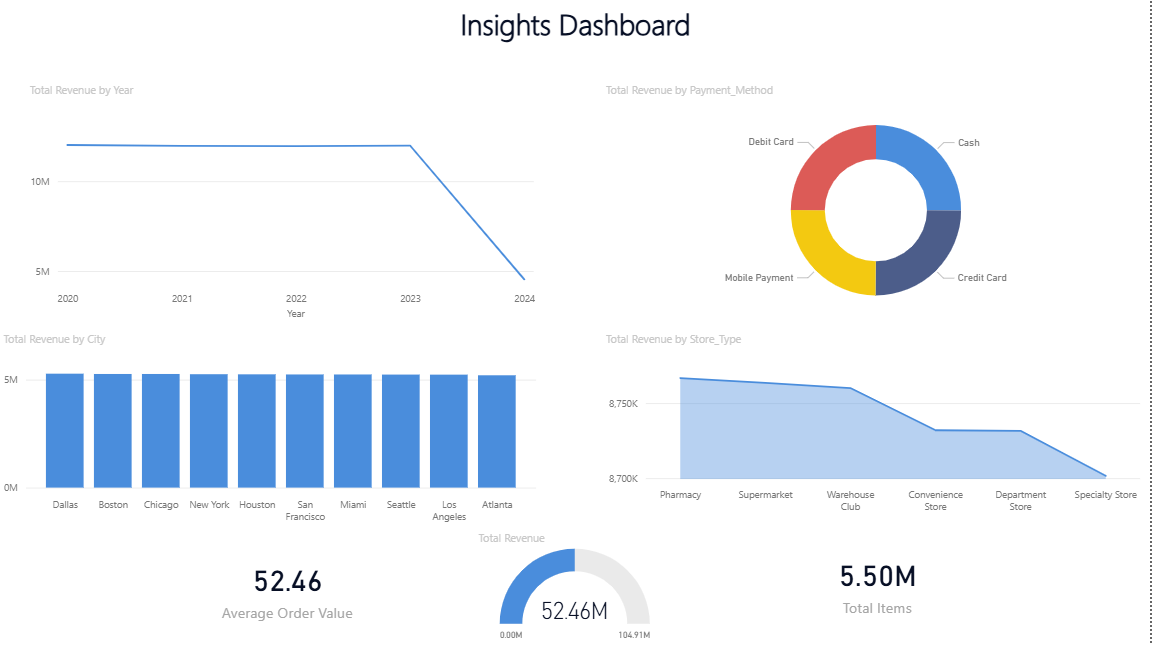 Insights Dashboard
Total Revenue by Year
10M
5M
2020 2021 2022 2023 2024
Year
Total Revenue by Payment_Method
Debit Card
Cash
Mobile Payment
Credit Card
Total Revenue by City
5M
0M
Dallas Boston Chicago New York Houston San Francisco Miami Seattle Los Angeles Atlanta
Total Revenue by Store_Type
8,750K
8,700K
Pharmacy Supermarket Warehouse Club Convenience Store Department Store Specialty Store
52.46
Average Order Value
Total Revenue
52.46M
0.00M 104.91M
5.50M
Total Items